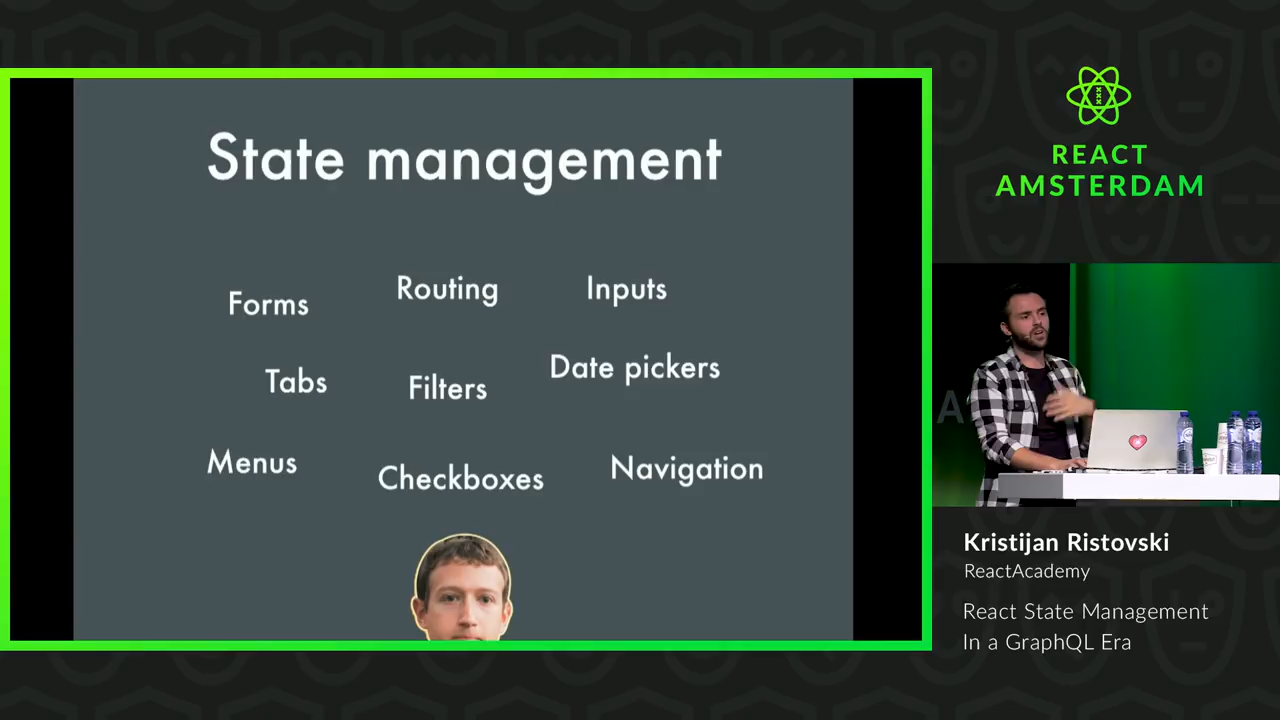 State management
Forms
Routing
Inputs
Tabs
Filters
Date pickers
Menus
Checkboxes
Navigation
REACT
AMSTERDAM
A
Kristijan Ristovski
ReactAcademy
React State Management
In a GraphQL Era